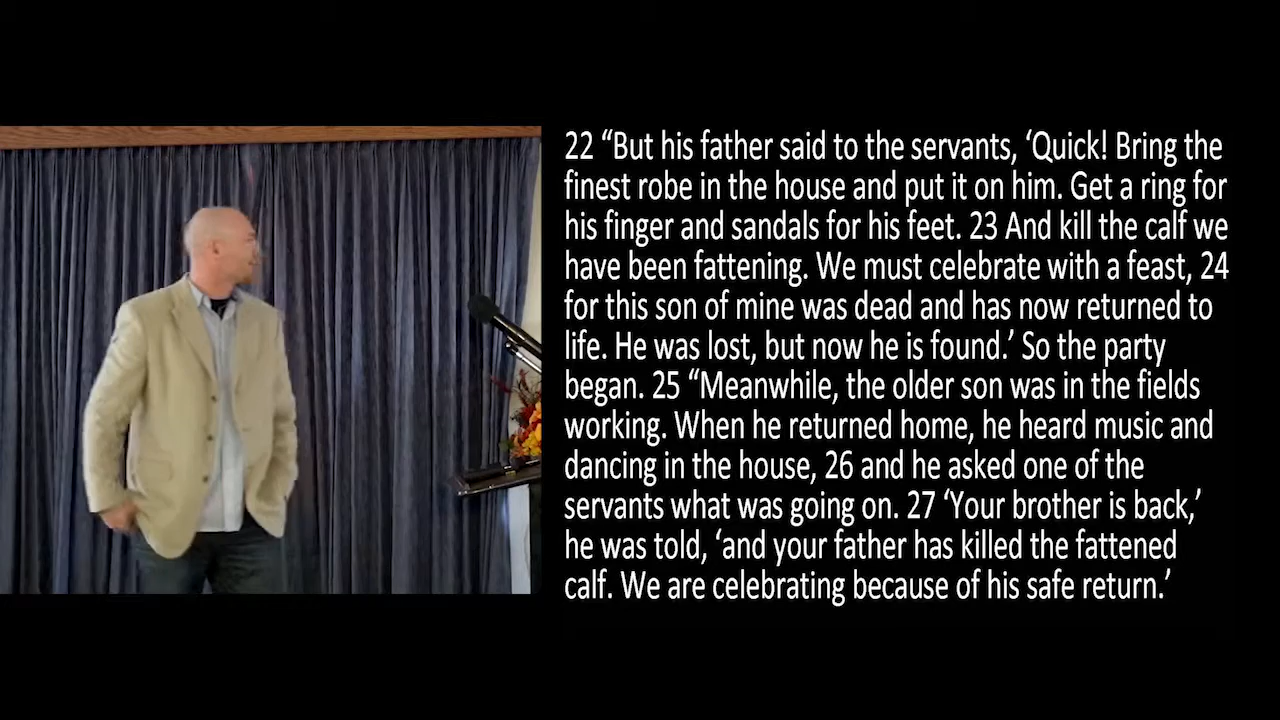 22 “But his father said to the servants, ‘Quick! Bring the
finest robe in the house and put it on him. Get a ring for
his finger and sandals for his feet. 23 And kill the calf we
have been fattening. We must celebrate with a feast, 24
for this son of mine was dead and has now returned to
life. He was lost, but now he is found.’ So the party
began. 25 “Meanwhile, the older son was in the fields
working. When he returned home, he heard music and
dancing in the house, 26 and he asked one of the
servants what was going on. 27 ‘Your brother is back,’
he was told, ‘and your father has killed the fattened
calf. We are celebrating because of his safe return.’